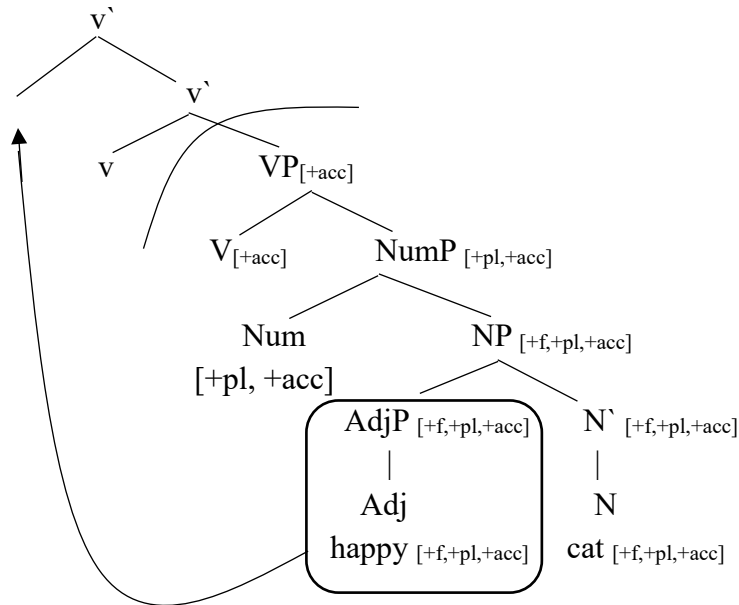 v`
v`
v VP[+acc]
V[+acc] NumP [+pl,+acc]
Num NP [+f,+pl,+acc]
[+pl, +acc]
AdjP [+f,+pl,+acc] N` [+f,+pl,+acc]
Adj N
happy [+f,+pl,+acc] cat [+f,+pl,+acc]